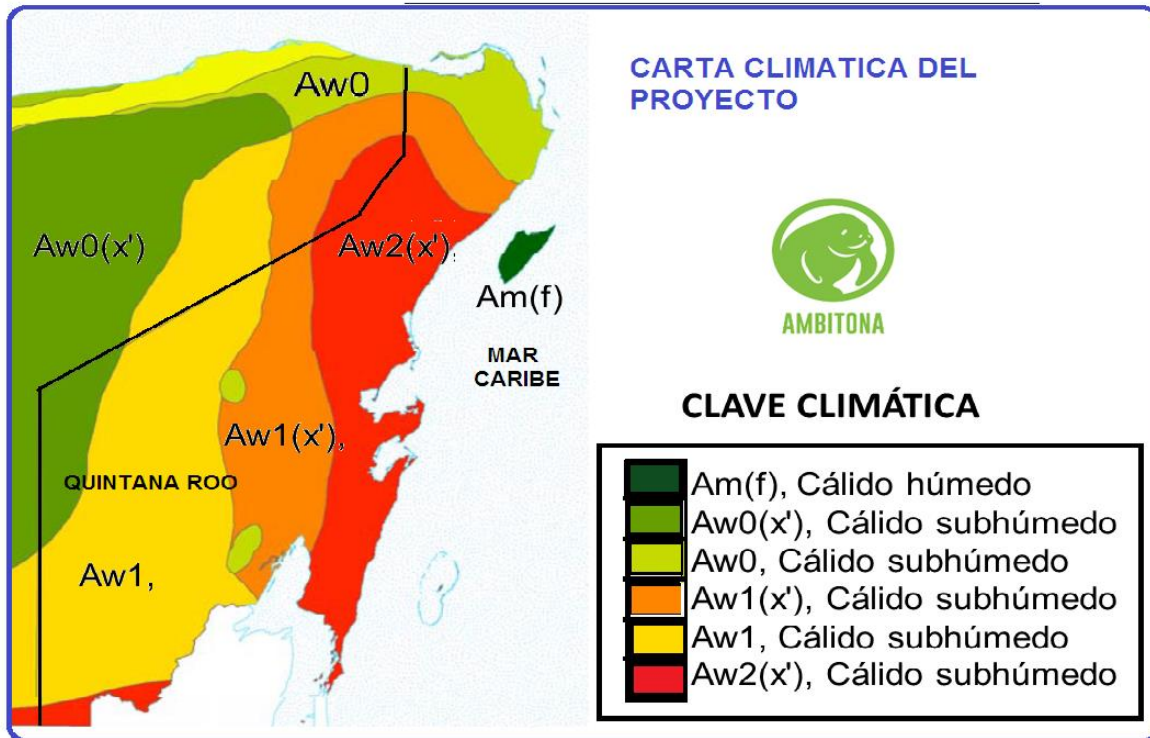 CARTA CLIMATICA DEL
PROYECTO
Aw0
Aw0(x')
Aw2(x'),
Am(f)
MAR
CARIBE
Aw1(x'),
QUINTANA ROO
Aw1,
AMBITONA
CLAVE CLIMÁTICA
Am(f), Cálido húmedo
Aw0(x'), Cálido subhúmedo
Aw0, Cálido subhúmedo
Aw1(x'), Cálido subhúmedo
Aw1, Cálido subhúmedo
Aw2(x'), Cálido subhúmedo